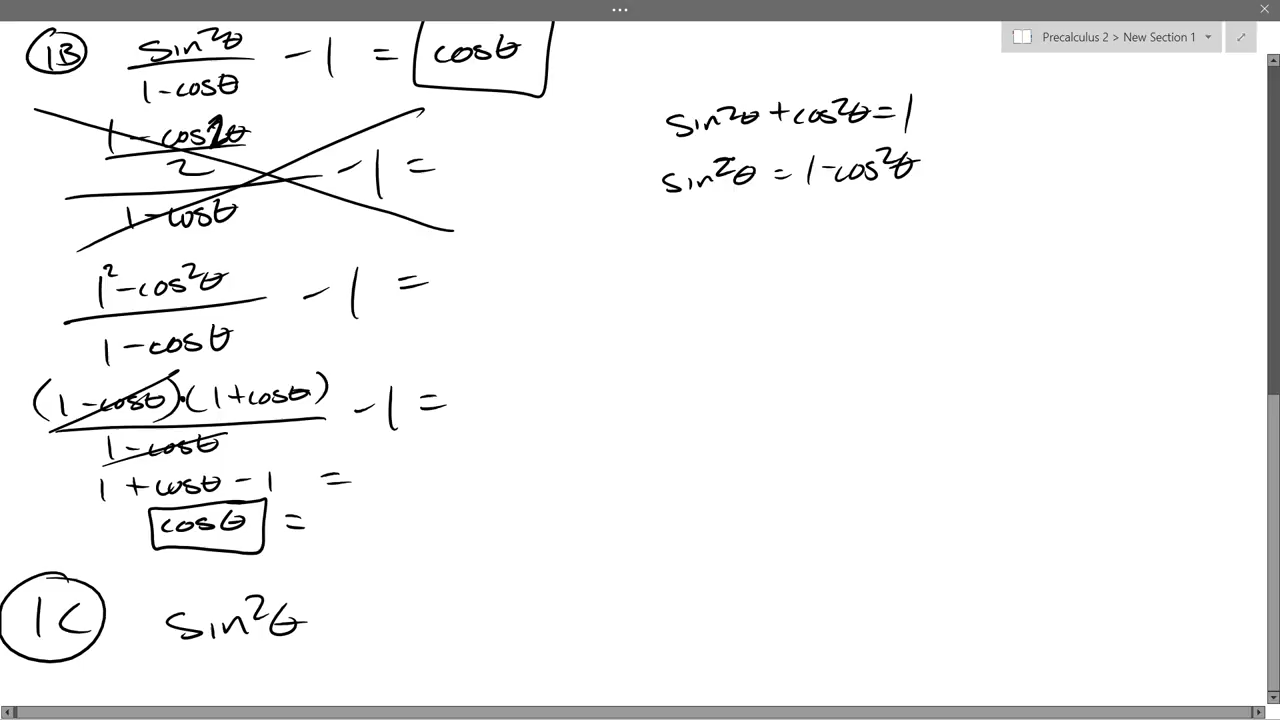 ...
Precalculus 2 > New Section 1
1B sin²θ/(1-cosθ) - 1 = cosθ
(1-cos2θ)/2/(1-cosθ) - 1 =
(1²-cos²θ)/(1-cosθ) - 1 =
(1-cosθ)·(1+cosθ)/(1-cosθ) - 1 =
1+cosθ-1 =
cosθ =
1C sin²θ
sin²θ+cos²θ=1
sin²θ=1-cos²θ